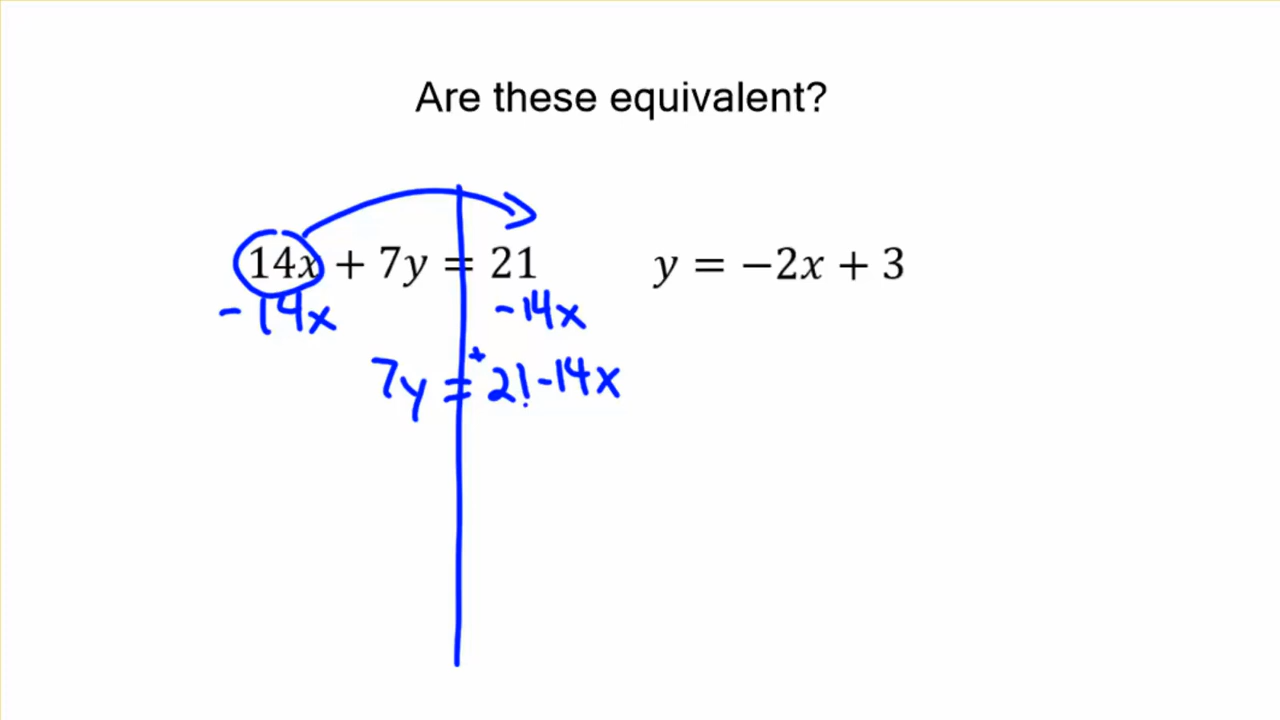 Are these equivalent?
14x + 7y = 21
y = −2x + 3
-14x -14x
7y = +21-14x